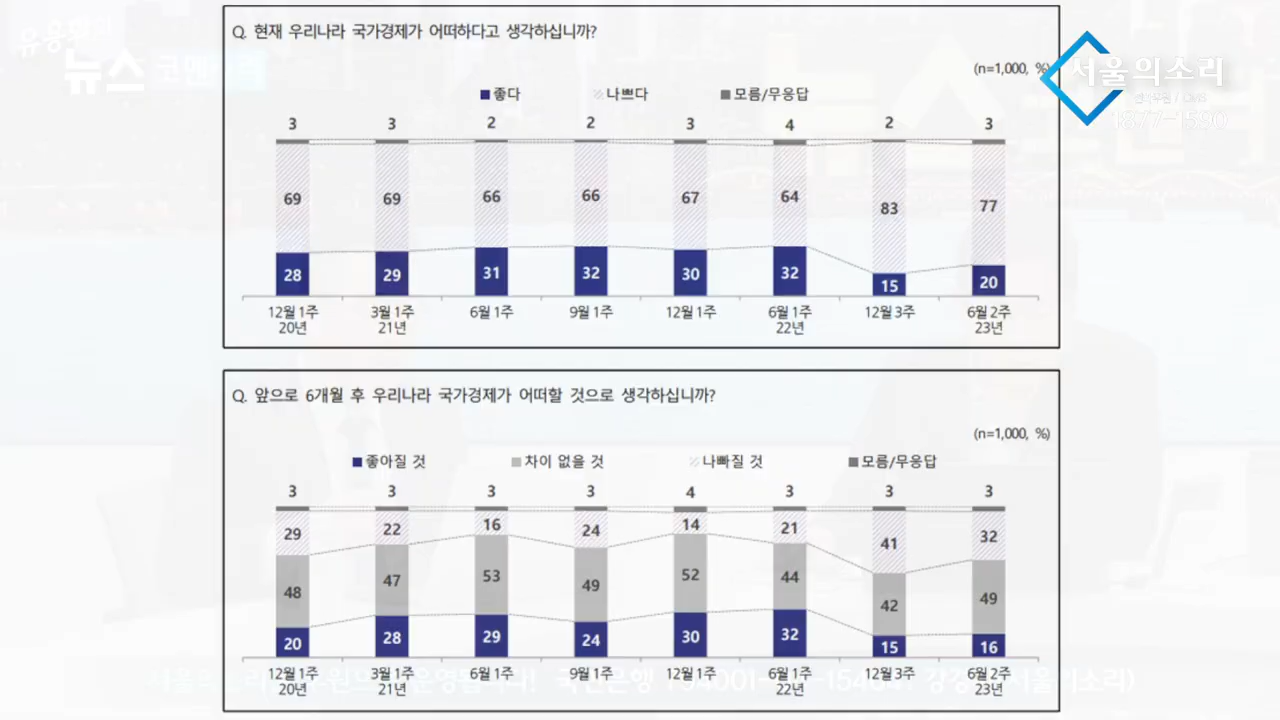 유용화의
뉴스 코멘터리
서울의소리
1877-1590
Q. 현재 우리나라 국가경제가 어떠하다고 생각하십니까?
(n=1,000, %)
좋다 나쁘다 모름/무응답
3 3 2 2 3 4 2 3
69 69 66 66 67 64 83 77
28 29 31 32 30 32 15 20
12월 1주 3월 1주 6월 1주 9월 1주 12월 1주 6월 1주 12월 3주 6월 2주
20년 21년 22년 23년
Q. 앞으로 6개월 후 우리나라 국가경제가 어떠할 것으로 생각하십니까?
(n=1,000, %)
좋아질 것 차이 없을 것 나빠질 것 모름/무응답
3 3 3 3 4 3 3 3
29 22 16 24 14 21 41 32
48 47 53 49 52 44 42 49
20 28 29 24 30 32 15 16
12월 1주 3월 1주 6월 1주 9월 1주 12월 1주 6월 1주 12월 3주 6월 2주
20년 21년 22년 23년